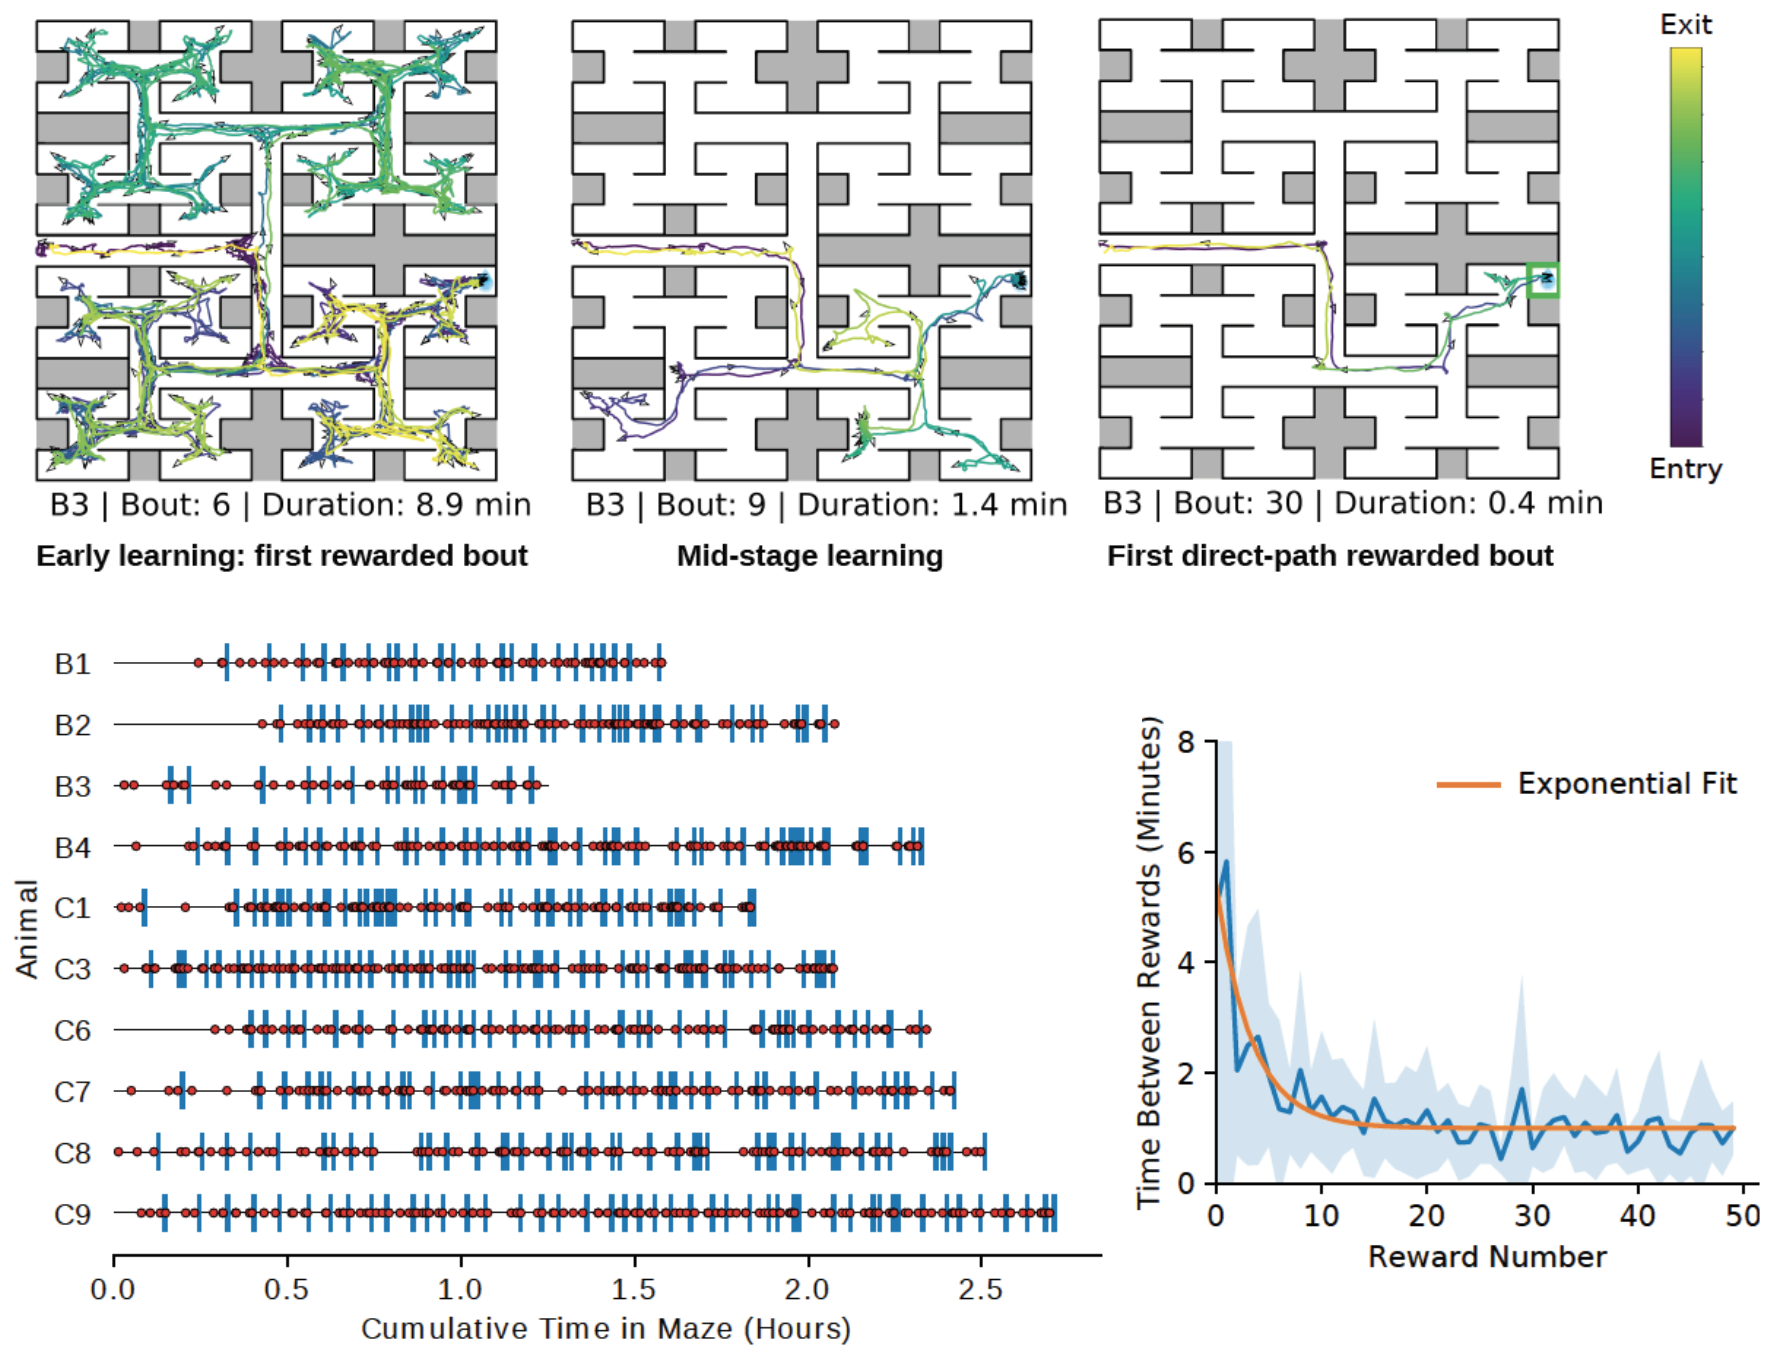 Exit
Entry
B3 | Bout: 6 | Duration: 8.9 min
B3 | Bout: 9 | Duration: 1.4 min
B3 | Bout: 30 | Duration: 0.4 min
Early learning: first rewarded bout
Mid-stage learning
First direct-path rewarded bout
Animal
B1
B2
B3
B4
C1
C3
C6
C7
C8
C9
0.0 0.5 1.0 1.5 2.0 2.5
Cumulative Time in Maze (Hours)
Time Between Rewards (Minutes)
8
6
4
2
0
Exponential Fit
0 10 20 30 40 50
Reward Number